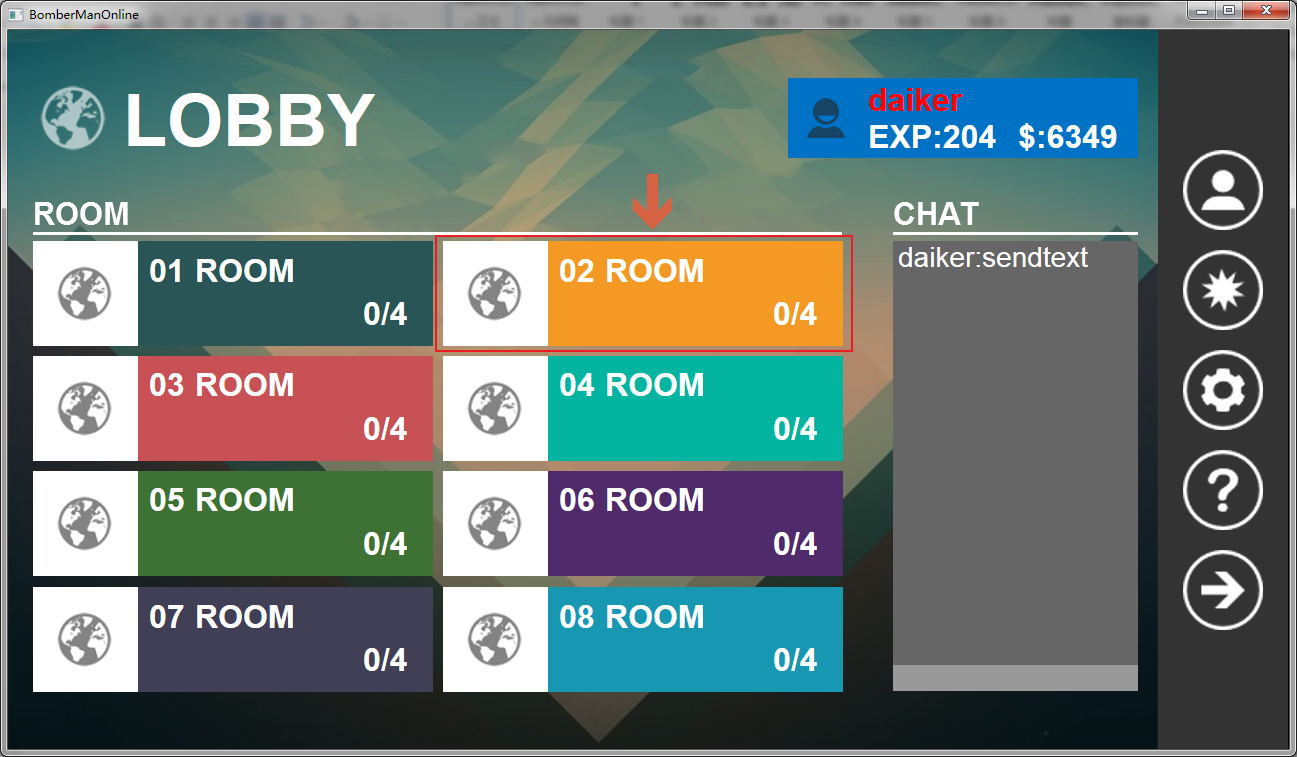 BomberManOnline
LOBBY
daiker
EXP:204 $:6349
ROOM
CHAT
01 ROOM
0/4
02 ROOM
0/4
daiker:sendtext
03 ROOM
0/4
04 ROOM
0/4
05 ROOM
0/4
06 ROOM
0/4
07 ROOM
0/4
08 ROOM
0/4